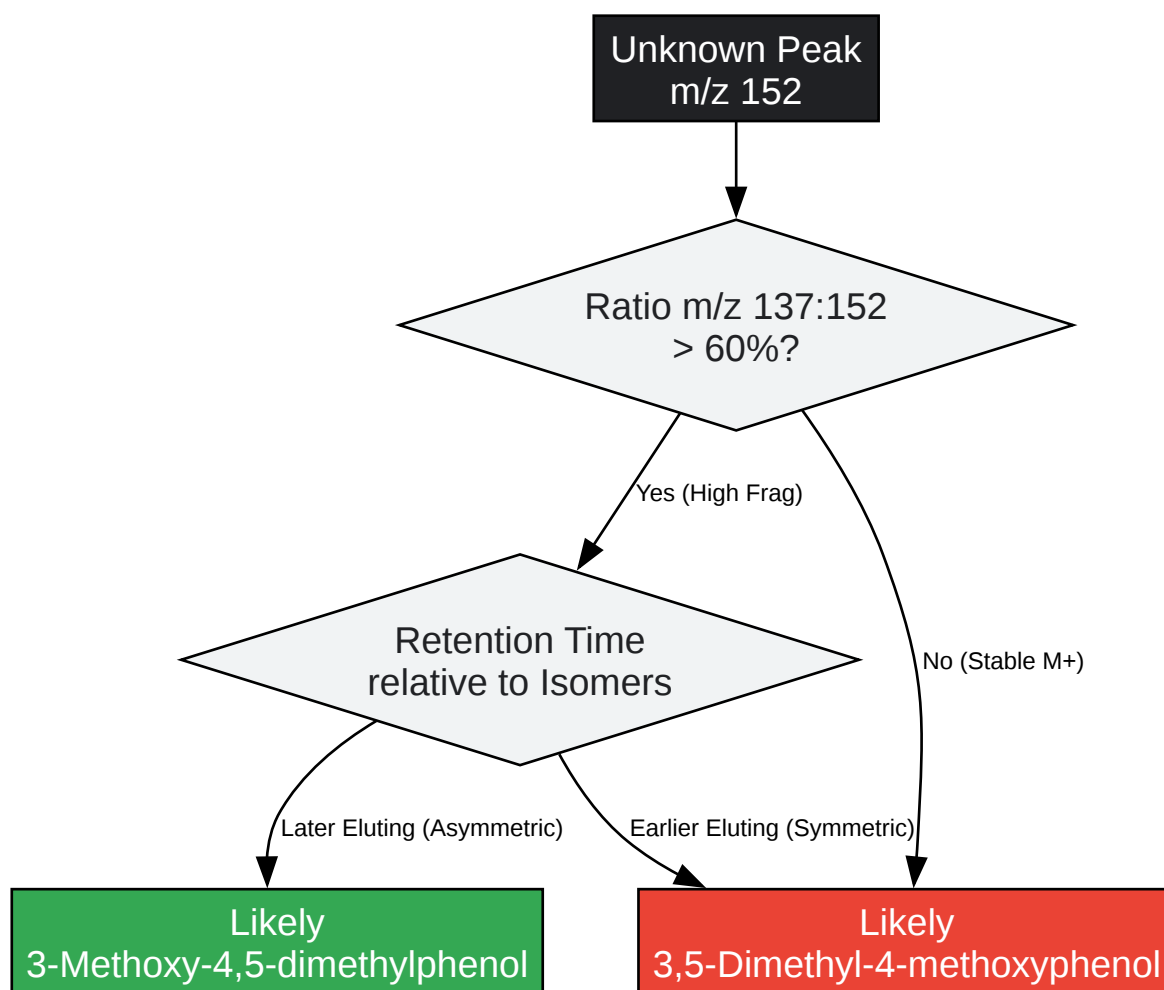 Unknown Peak
m/z 152
Ratio m/z 137:152
> 60%?
Yes (High Frag)
No (Stable M+)
Retention Time
relative to Isomers
Later Eluting (Asymmetric)
Earlier Eluting (Symmetric)
Likely
3-Methoxy-4,5-dimethylphenol
Likely
3,5-Dimethyl-4-methoxyphenol